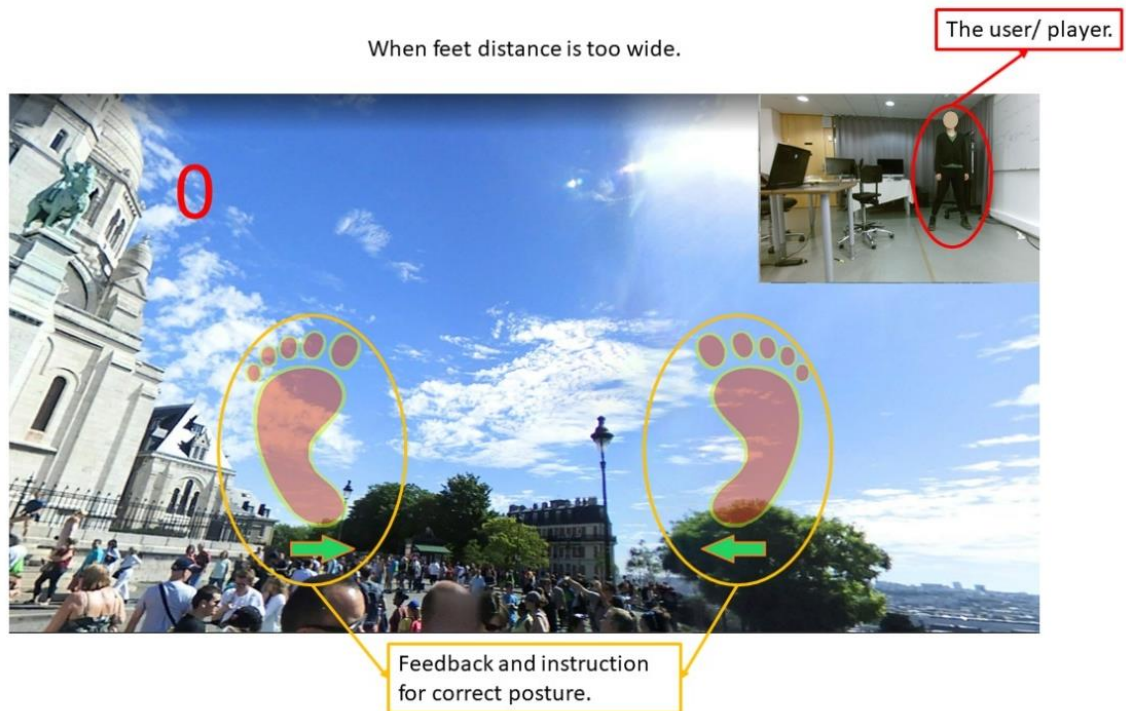 The user/ player.
When feet distance is too wide.
0
Feedback and instruction
for correct posture.